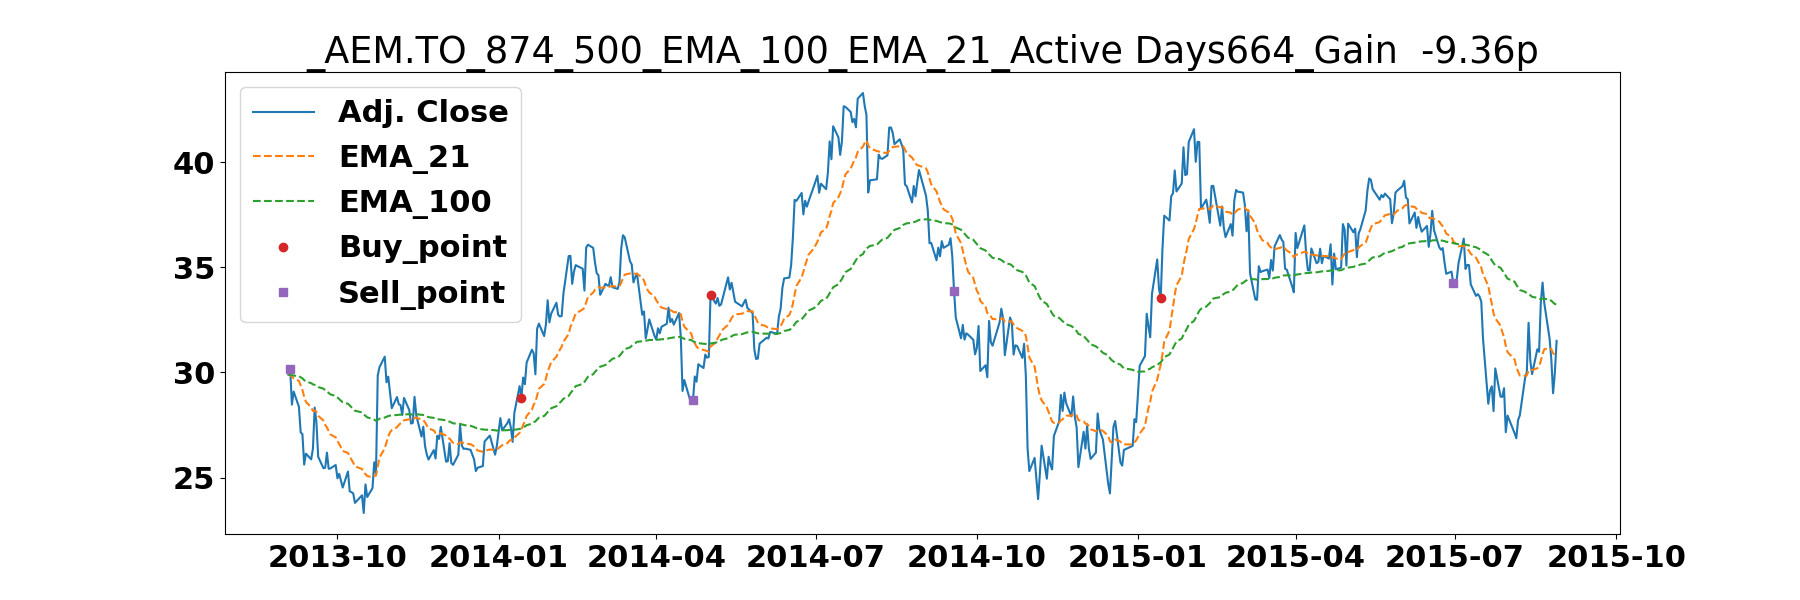 _AEM.TO_874_500_EMA_100_EMA_21_Active Days664_Gain  -9.36p
Adj. Close
EMA_21
EMA_100
Buy_point
Sell_point
40
35
30
25
2013-10 2014-01 2014-04 2014-07 2014-10 2015-01 2015-04 2015-07 2015-10